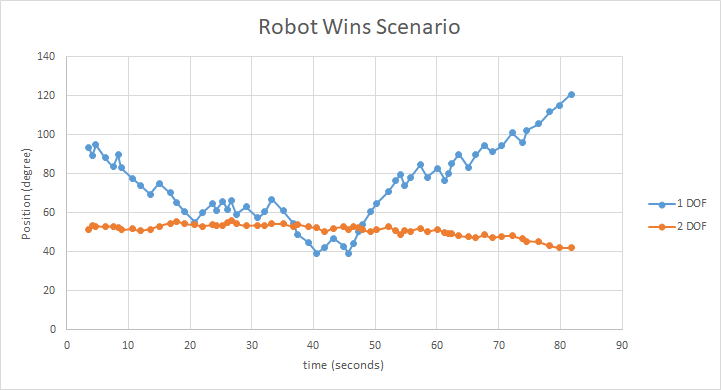 Robot Wins Scenario
140
120
100
80
60
40
20
0
Position (degree)
0 10 20 30 40 50 60 70 80 90
time (seconds)
1 DOF
2 DOF